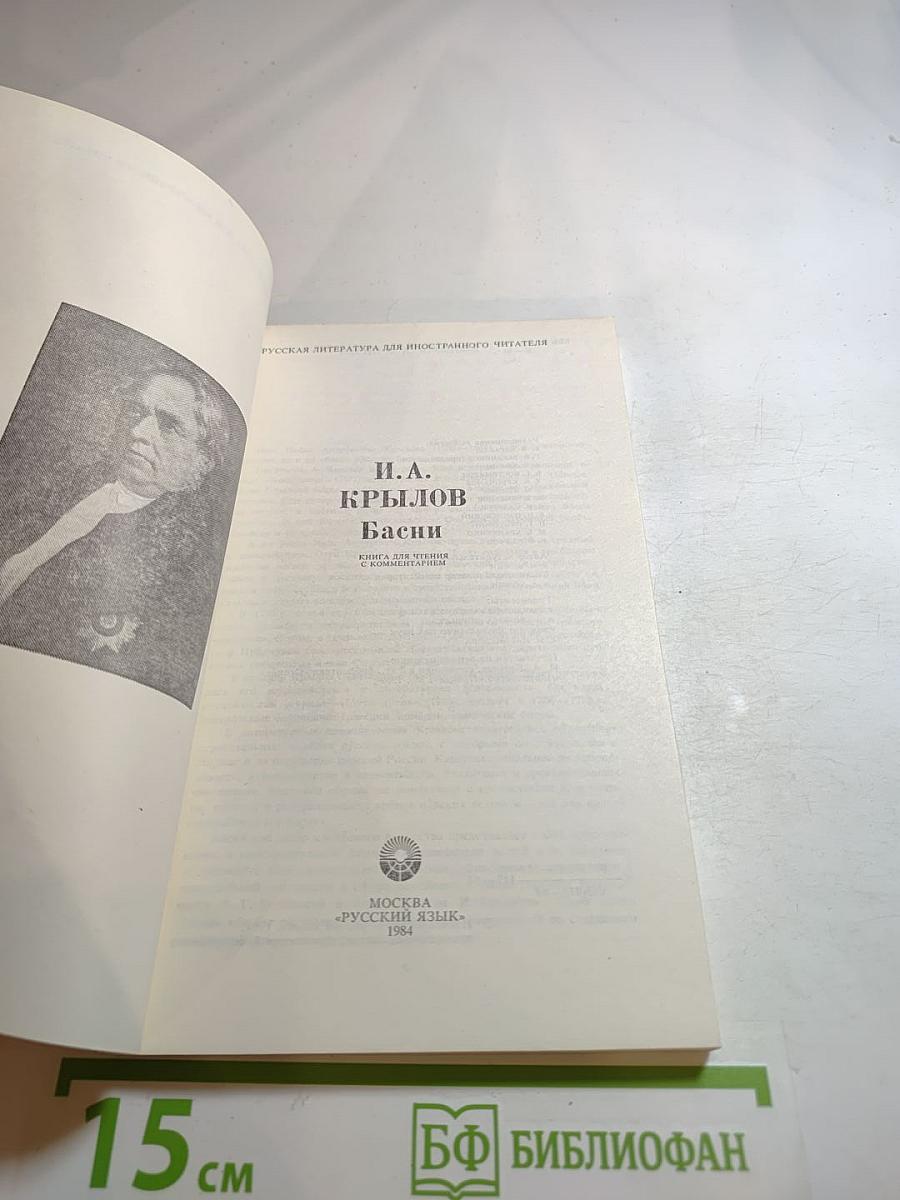 РУССКАЯ ЛИТЕРАТУРА ДЛЯ ИНОСТРАННОГО ЧИТАТЕЛЯ
И. А.
КРЫЛОВ
Басни
КНИГА ДЛЯ ЧТЕНИЯ
С КОММЕНТАРИЕМ
МОСКВА
«РУССКИЙ ЯЗЫК»
1984
15 см
БФ БИБЛИОФАН